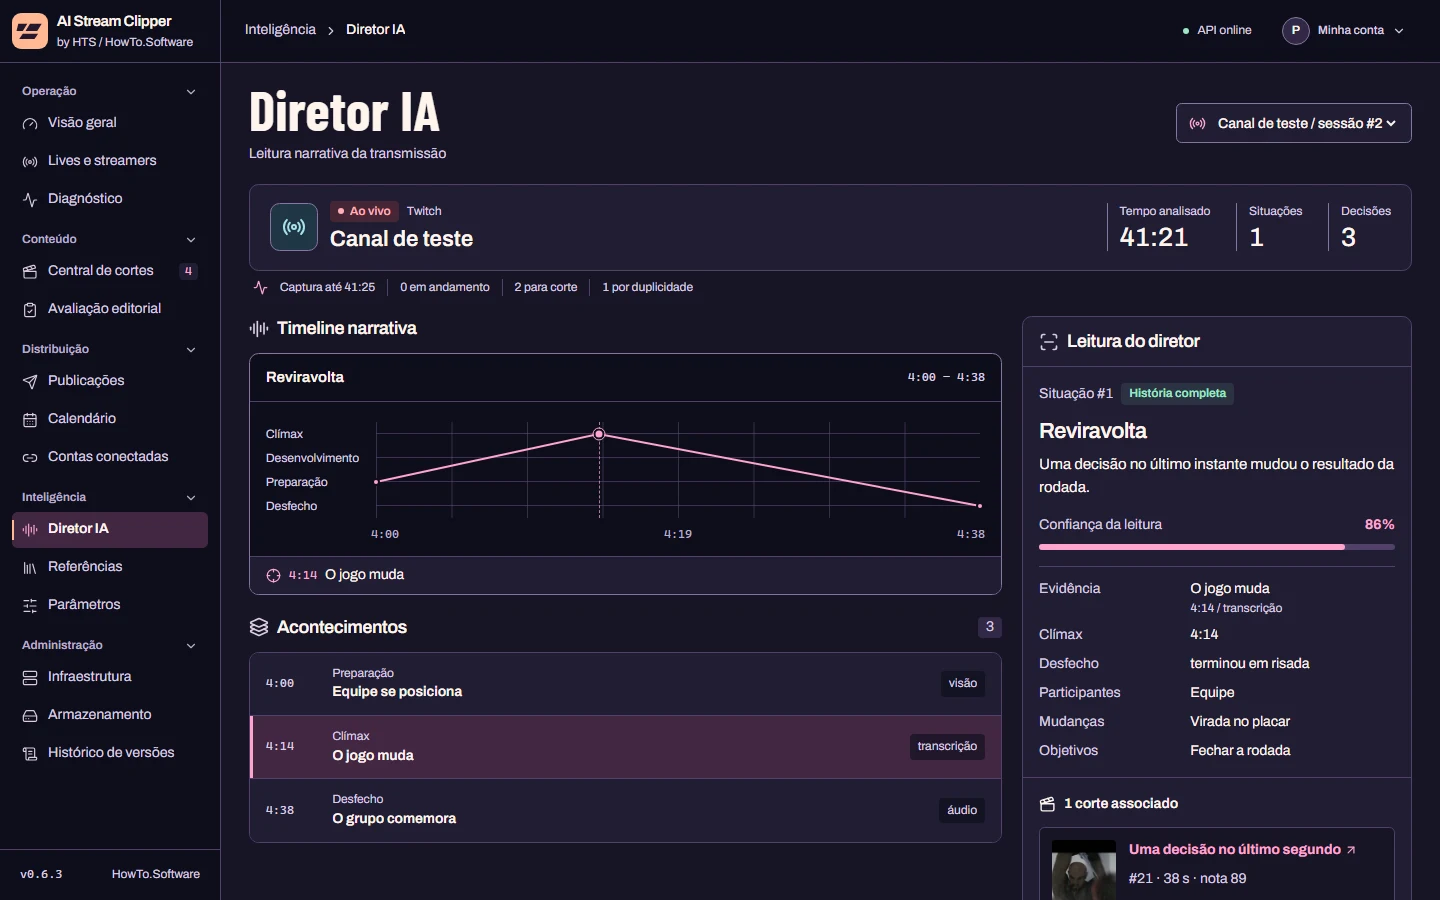 AI Stream Clipper
by HTS / HowTo.Software
Inteligência > Diretor IA
API online
P
Minha conta
Operação
Visão geral
Lives e streamers
Diagnóstico
Conteúdo
Central de cortes 4
Avaliação editorial
Distribuição
Publicações
Calendário
Contas conectadas
Inteligência
Diretor IA
Referências
Parâmetros
Administração
Infraestrutura
Armazenamento
Histórico de versões
v0.6.3
HowTo.Software
Diretor IA
Leitura narrativa da transmissão
Canal de teste / sessão #2
Ao vivo Twitch
Canal de teste
Tempo analisado
41:21
Situações
1
Decisões
3
Captura até 41:25
0 em andamento
2 para corte
1 por duplicidade
Timeline narrativa
Reviravolta
4:00 — 4:38
Clímax
Desenvolvimento
Preparação
Desfecho
4:00
4:19
4:38
4:14 O jogo muda
Acontecimentos
3
4:00
Preparação
Equipe se posiciona
visão
4:14
Clímax
O jogo muda
transcrição
4:38
Desfecho
O grupo comemora
áudio
Leitura do diretor
Situação #1 História completa
Reviravolta
Uma decisão no último instante mudou o resultado da
rodada.
Confiança da leitura 86%
Evidência O jogo muda
4:14 / transcrição
Clímax 4:14
Desfecho terminou em risada
Participantes Equipe
Mudanças Virada no placar
Objetivos Fechar a rodada
1 corte associado
Uma decisão no último segundo
#21 · 38 s · nota 89